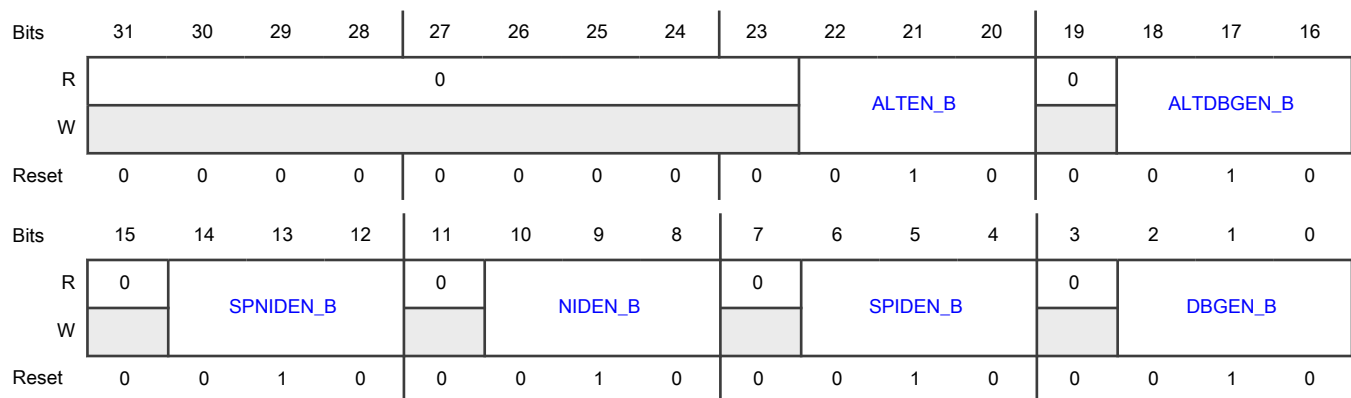 Bits 31 30 29 28 27 26 25 24 23 22 21 20 19 18 17 16
R 0 ALTEN_B 0 ALTDBGEN_B
W
Reset 0 0 0 0 0 0 0 0 0 0 1 0 0 0 1 0
Bits 15 14 13 12 11 10 9 8 7 6 5 4 3 2 1 0
R 0 SPNIDEN_B 0 NIDEN_B 0 SPIDEN_B 0 DBGEN_B
W
Reset 0 0 1 0 0 0 1 0 0 0 1 0 0 0 1 0